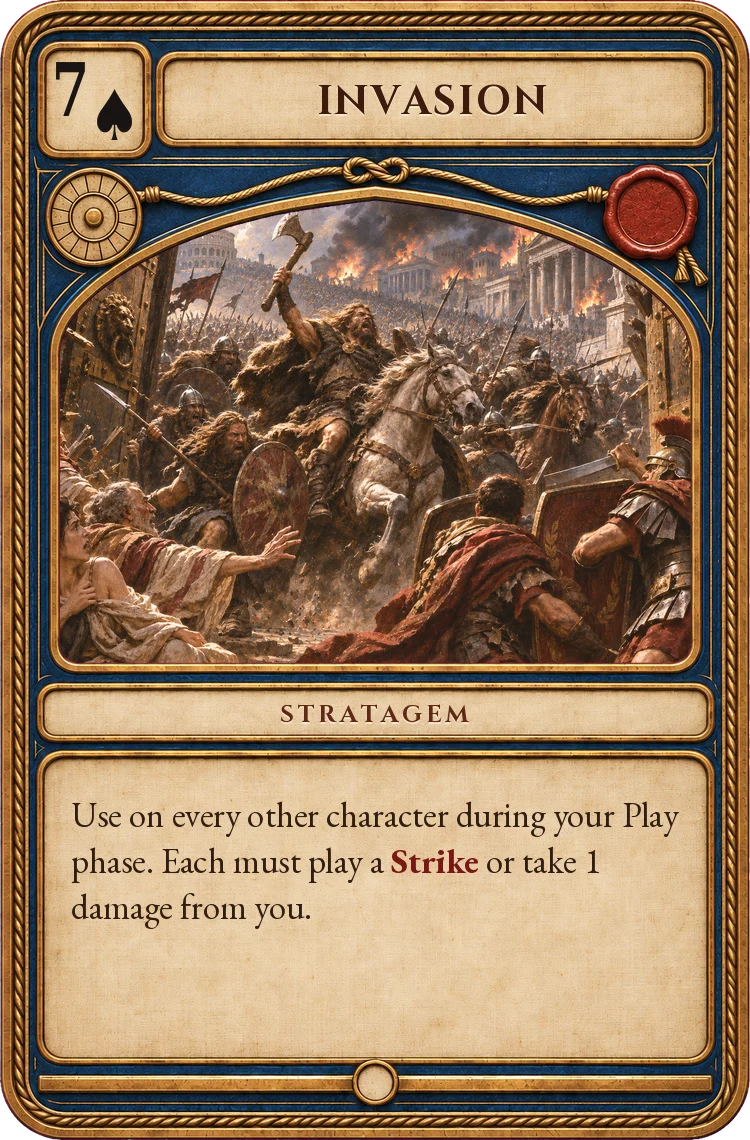 7♠
INVASION
STRATAGEM
Use on every other character during your Play
phase. Each must play a Strike or take 1
damage from you.